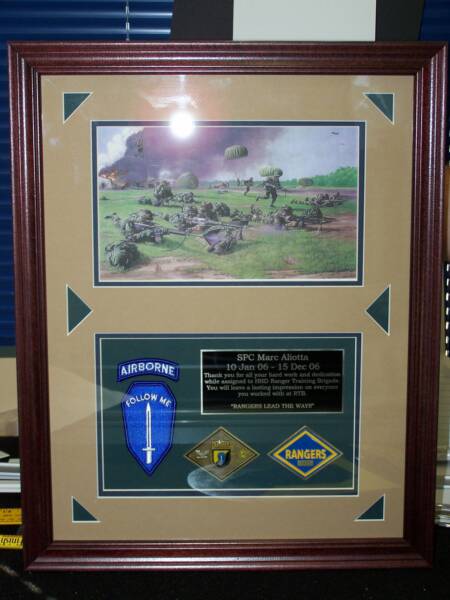 AIRBORNE
FOLLOW ME
SPC Marc Aliotta
10 Jan 06 - 15 Dec 06
Thank you for all your hard work and dedication
while assigned to HHD Ranger Training Brigade.
You will leave a lasting impression on everyone
you worked with at RTB.
"RANGERS LEAD THE WAY!"
RANGERS